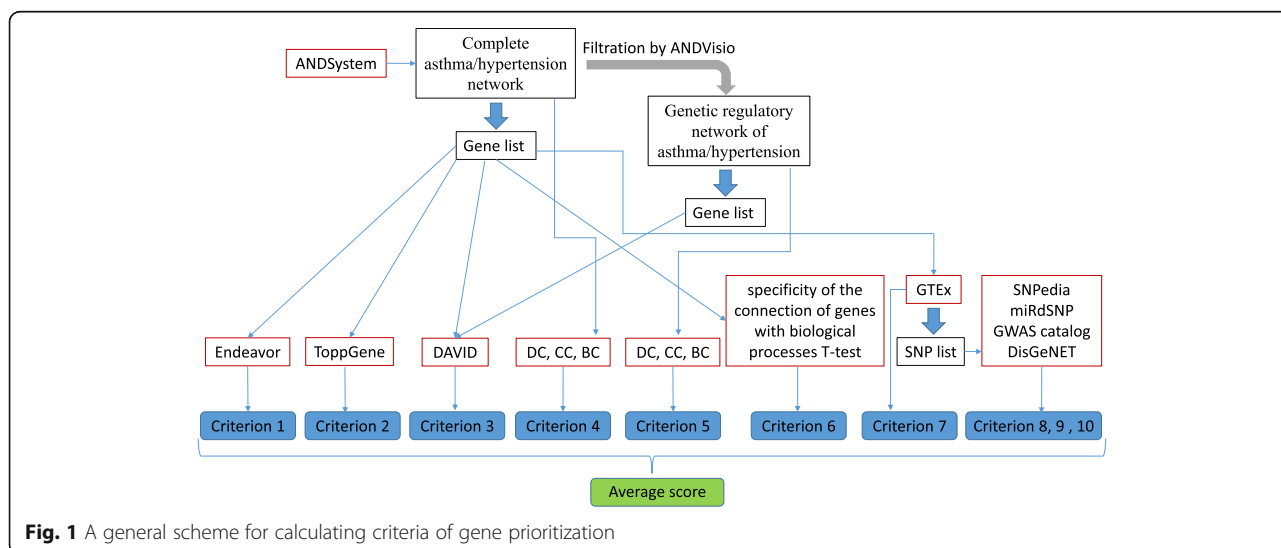 ANDSystem
Complete
asthma/hypertension
network
Filtration by ANDVisio
Genetic regulatory
network of
asthma/hypertension
Gene list
Gene list
Endeavor
ToppGene
DAVID
DC, CC, BC
DC, CC, BC
specificity of the
connection of genes
with biological
processes T-test
GTEx
SNP list
SNPedia
miRdSNP
GWAS catalog
DisGeNET
Criterion 1
Criterion 2
Criterion 3
Criterion 4
Criterion 5
Criterion 6
Criterion 7
Criterion 8, 9 , 10
Average score
Fig. 1 A general scheme for calculating criteria of gene prioritization